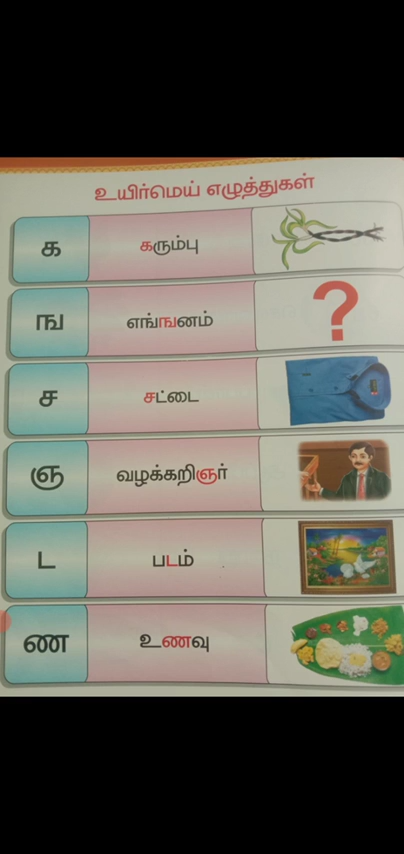 உயிர்மெய் எழுத்துகள்
க கரும்பு
ங எங்ஙனம் ?
ச சட்டை
ஞ வழக்கறிஞர்
ட படம்
ண உணவு